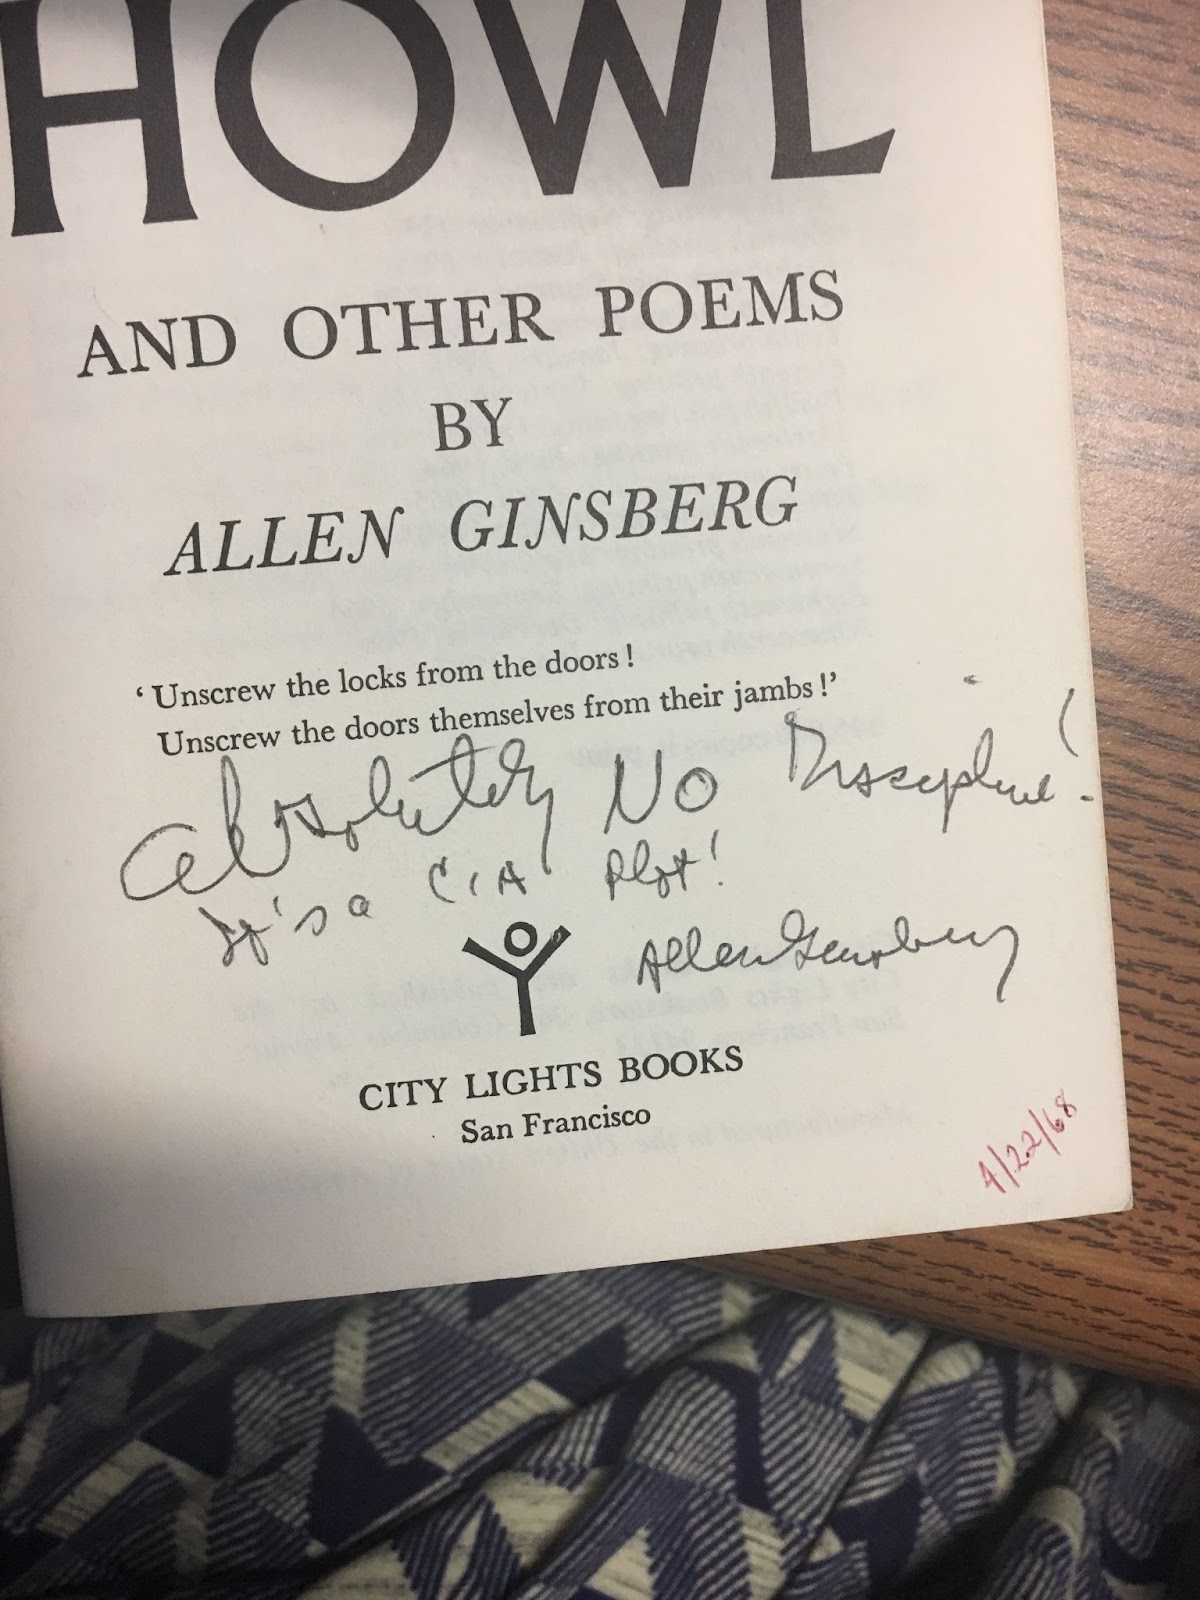 HOWL
AND OTHER POEMS
BY
ALLEN GINSBERG
‘Unscrew the locks from the doors!
Unscrew the doors themselves from their jambs!’
Absolutely No Discipline!
It's a CIA Plot!
Allen Ginsberg
CITY LIGHTS BOOKS
San Francisco
4/22/68